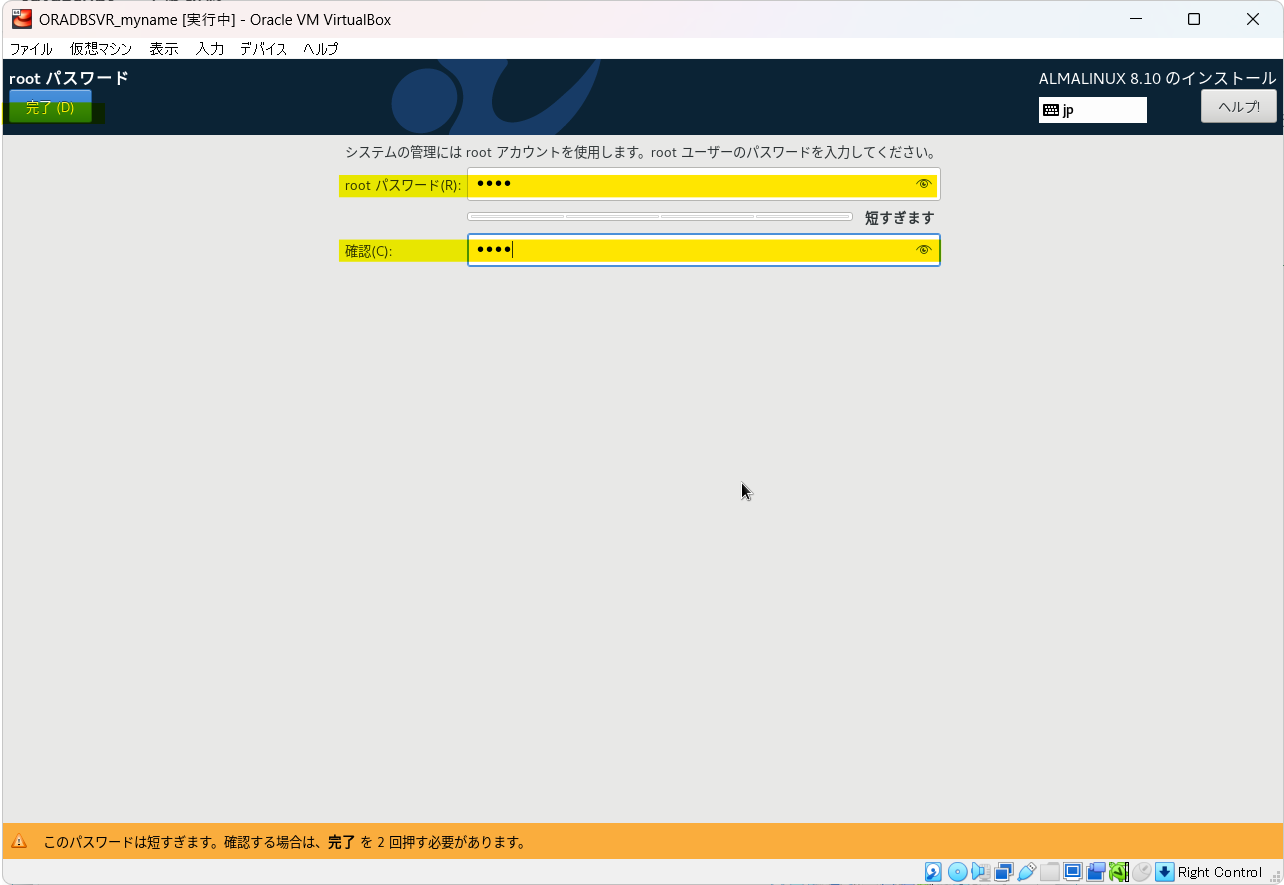 ORADBSVR_myname [実行中] - Oracle VM VirtualBox
ファイル 仮想マシン 表示 入力 デバイス ヘルプ
root パスワード
ALMALINUX 8.10 のインストール
完了 (D)
jp
ヘルプ!
システムの管理には root アカウントを使用します。root ユーザーのパスワードを入力してください。
root パスワード(R): ••••
短すぎます
確認(C): ••••
このパスワードは短すぎます。確認する場合は、完了 を 2 回押す必要があります。
Right Control